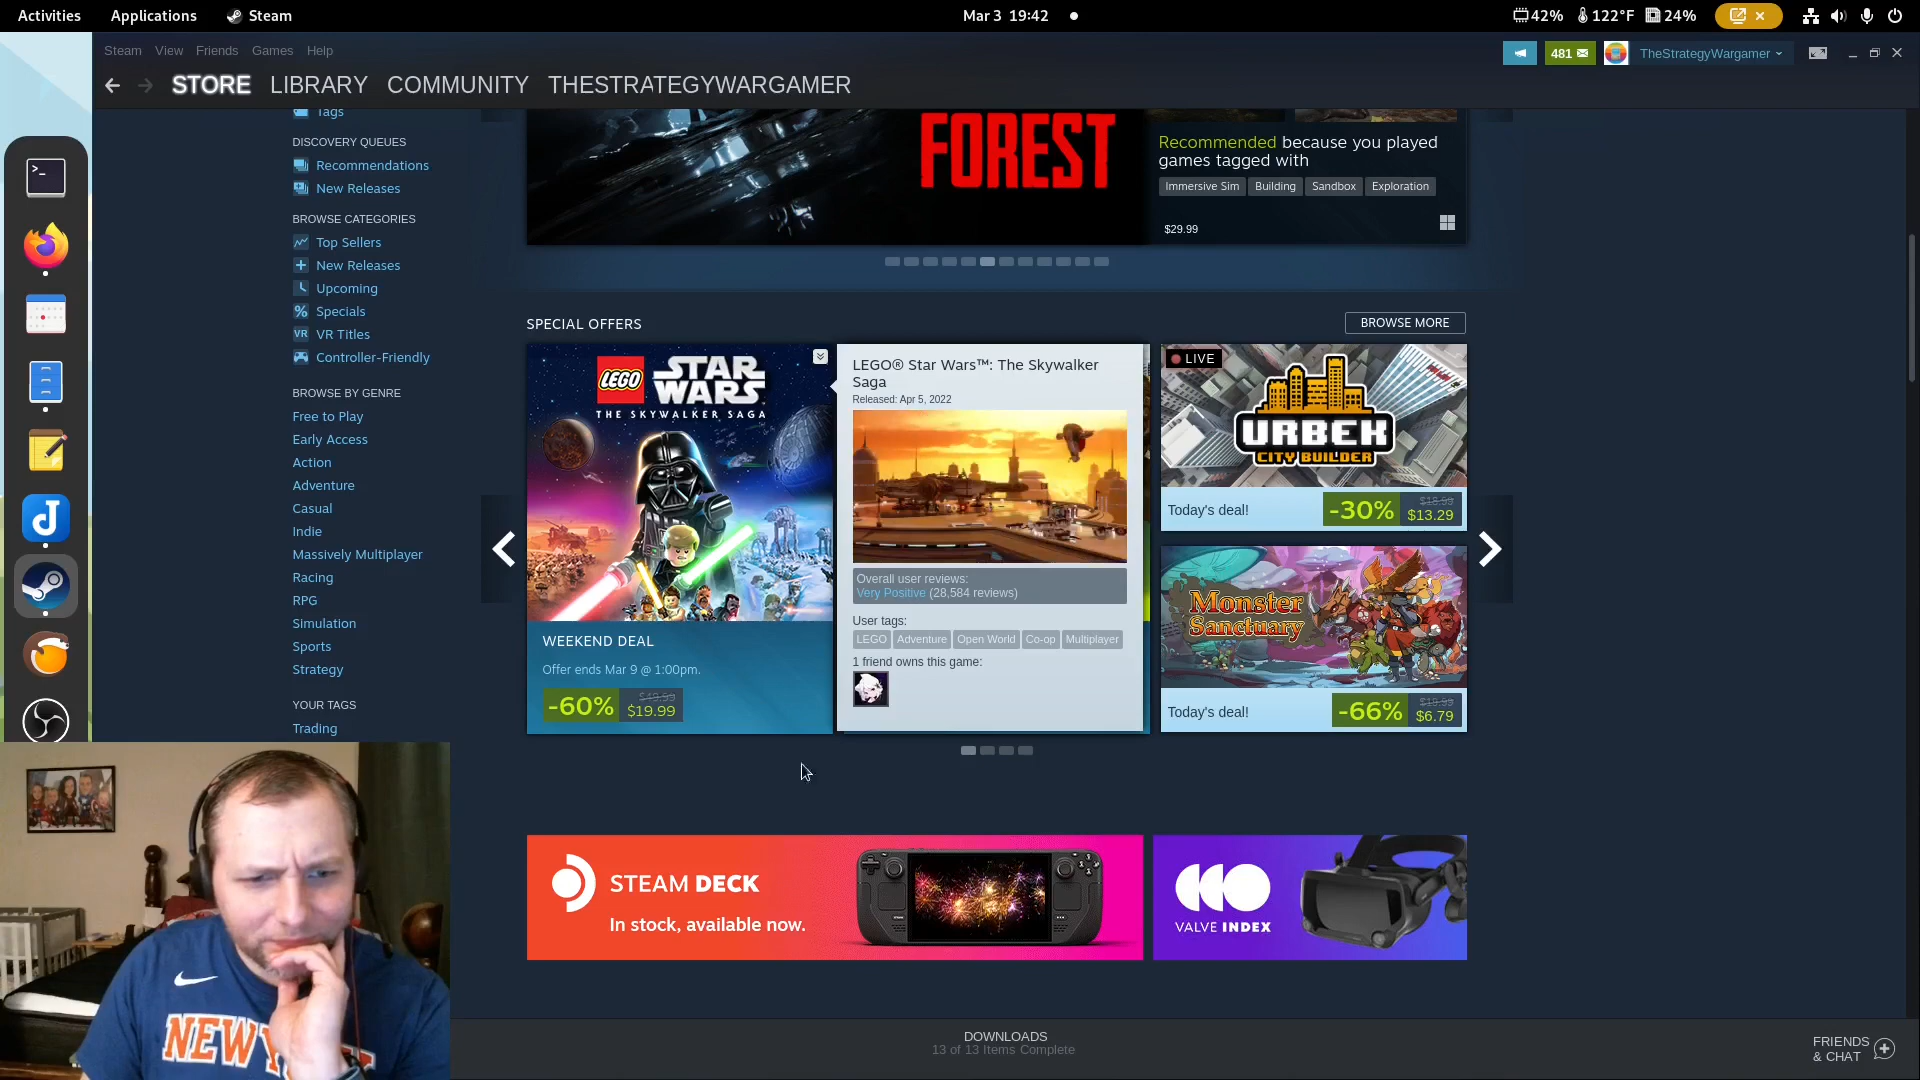 Activities
Applications
Steam
Mar 3 19:42
42%
122°F
24%
Steam View Friends Games Help
481
TheStrategyWargamer
STORE LIBRARY COMMUNITY THESTRATEGYWARGAMER
Tags
DISCOVERY QUEUES
Recommendations
New Releases
BROWSE CATEGORIES
Top Sellers
New Releases
Upcoming
Specials
VR
VR Titles
Controller-Friendly
BROWSE BY GENRE
Free to Play
Early Access
Action
Adventure
Casual
Indie
Massively Multiplayer
Racing
RPG
Simulation
Sports
Strategy
YOUR TAGS
Trading
FOREST
Recommended because you played
games tagged with
Immersive Sim Building Sandbox Exploration
$29.99
SPECIAL OFFERS
BROWSE MORE
LEGO STAR WARS
THE SKYWALKER SAGA
WEEKEND DEAL
Offer ends Mar 9 @ 1:00pm.
-60%
$49.99
$19.99
LEGO® Star Wars™: The Skywalker
Saga
Released: Apr 5, 2022
Overall user reviews:
Very Positive (28,584 reviews)
User tags:
LEGO Adventure Open World Co-op Multiplayer
1 friend owns this game:
LIVE
URBEK
CITY BUILDER
Today's deal!
-30%
$18.99
$13.29
Monster
Sanctuary
Today's deal!
-66%
$19.99
$6.79
STEAM DECK
In stock, available now.
VALVE INDEX
DOWNLOADS
13 of 13 Items Complete
FRIENDS
& CHAT
NEW